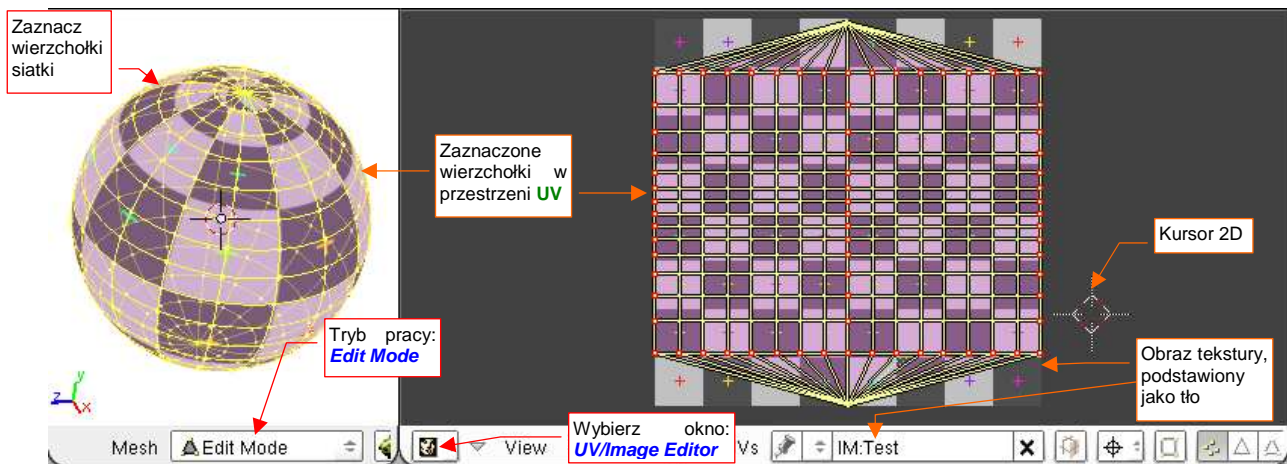 Zaznacz
wierzchołki
siatki
Zaznaczone
wierzchołki w
przestrzeni UV
Kursor 2D
Tryb pracy:
Edit Mode
Obraz tekstury,
podstawiony
jako tło
Wybierz okno:
UV/Image Editor
z y x
Mesh Edit Mode View Vs IM:Test X